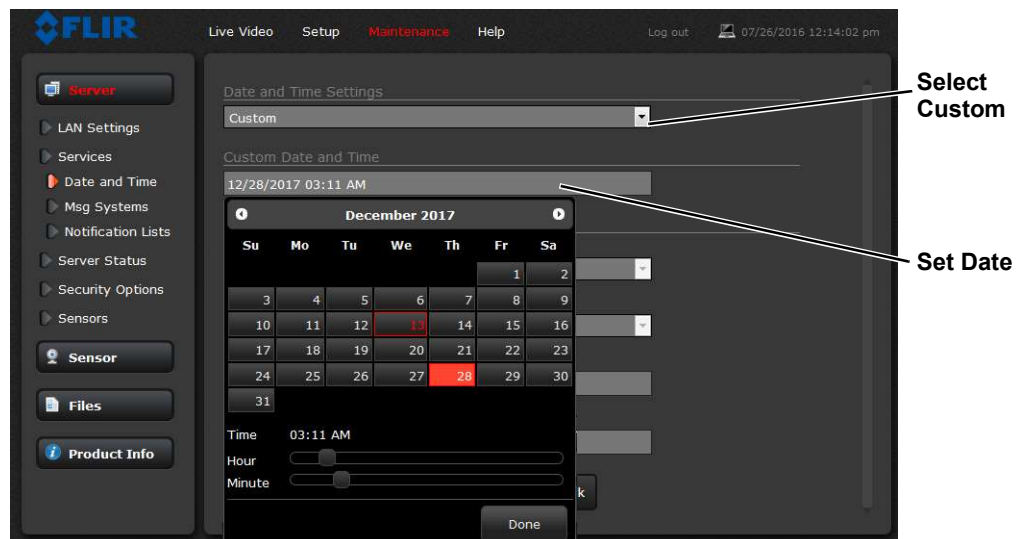 FLIR
Live Video Setup Maintenance Help Log out 07/26/2016 12:14:02 pm
Server
LAN Settings
Services
Date and Time
Msg Systems
Notification Lists
Server Status
Security Options
Sensors
Sensor
Files
Product Info
Date and Time Settings
Custom
Custom Date and Time
12/28/2017 03:11 AM
December 2017
Su Mo Tu We Th Fr Sa
1 2
3 4 5 6 7 8 9
10 11 12 13 14 15 16
17 18 19 20 21 22 23
24 25 26 27 28 29 30
31
Time 03:11 AM
Hour
Minute
k
Done
Select
Custom
Set Date